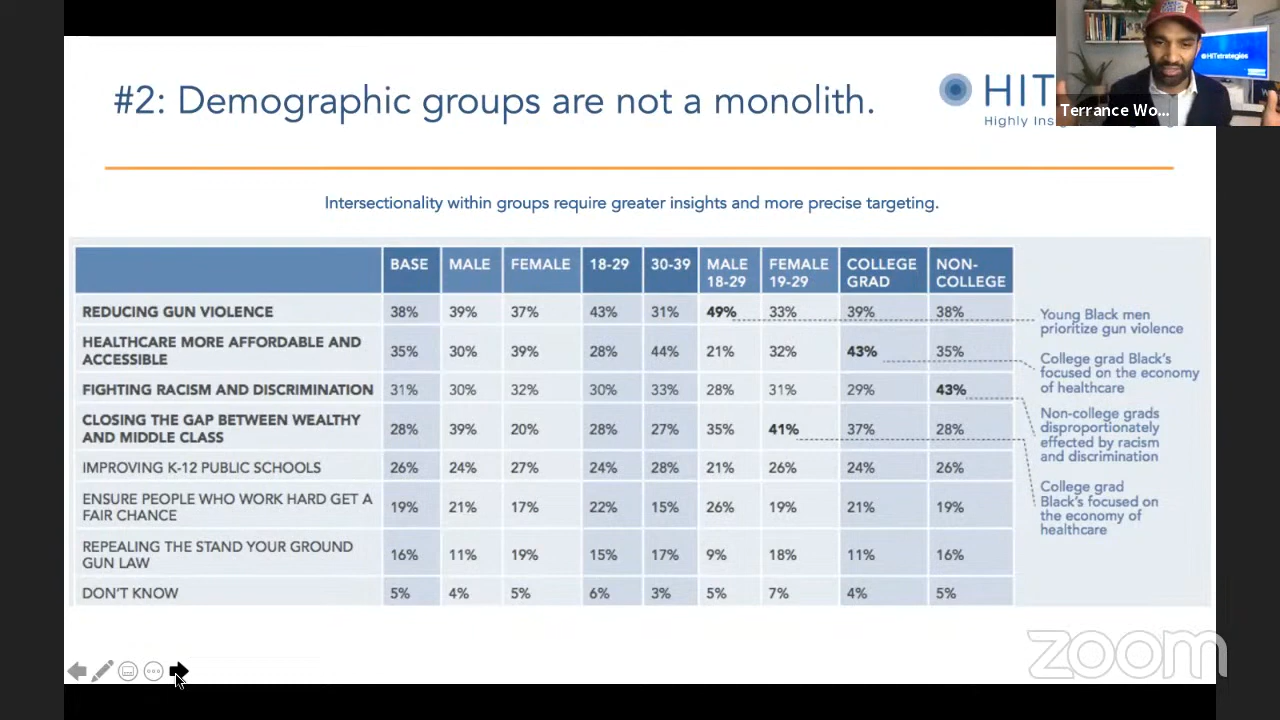 #2: Demographic groups are not a monolith.
HIT
Highly Ins
@HITstrategies
Terrance Wo...
Intersectionality within groups require greater insights and more precise targeting.
BASE MALE FEMALE 18-29 30-39 MALE 18-29 FEMALE 19-29 COLLEGE GRAD NON-COLLEGE
REDUCING GUN VIOLENCE 38% 39% 37% 43% 31% 49% 33% 39% 38%
HEALTHCARE MORE AFFORDABLE AND
ACCESSIBLE 35% 30% 39% 28% 44% 21% 32% 43% 35%
FIGHTING RACISM AND DISCRIMINATION 31% 30% 32% 30% 33% 28% 31% 29% 43%
CLOSING THE GAP BETWEEN WEALTHY
AND MIDDLE CLASS 28% 39% 20% 28% 27% 35% 41% 37% 28%
IMPROVING K-12 PUBLIC SCHOOLS 26% 24% 27% 24% 28% 21% 26% 24% 26%
ENSURE PEOPLE WHO WORK HARD GET A
FAIR CHANCE 19% 21% 17% 22% 15% 26% 19% 21% 19%
REPEALING THE STAND YOUR GROUND
GUN LAW 16% 11% 19% 15% 17% 9% 18% 11% 16%
DON'T KNOW 5% 4% 5% 6% 3% 5% 7% 4% 5%
Young Black men
prioritize gun violence
College grad Black's
focused on the economy
of healthcare
Non-college grads
disproportionately
effected by racism
and discrimination
College grad
Black's focused on
the economy of
healthcare
zoom